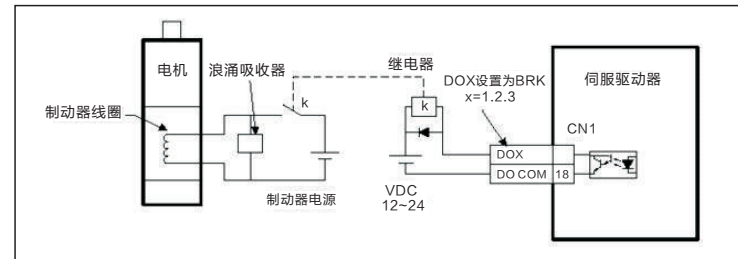 电机
制动器线圈
浪涌吸收器
k
制动器电源
继电器
k
VDC
12~24
DOX设置为BRK
x=1.2.3
DOX
DO COM 18
CN1
伺服驱动器